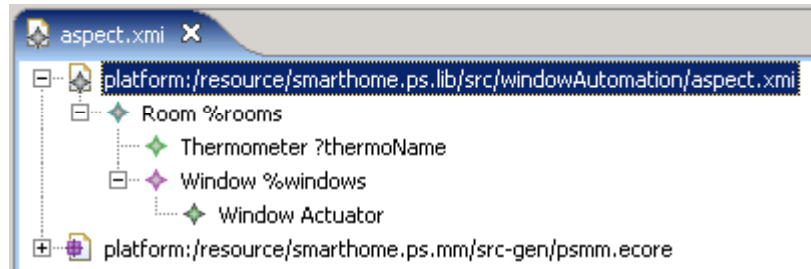 aspect.xmi
platform:/resource/smarthome.ps.lib/src/windowAutomation/aspect.xmi
Room %rooms
Thermometer ?thermoName
Window %windows
Window Actuator
platform:/resource/smarthome.ps.mm/src-gen/psmm.ecore